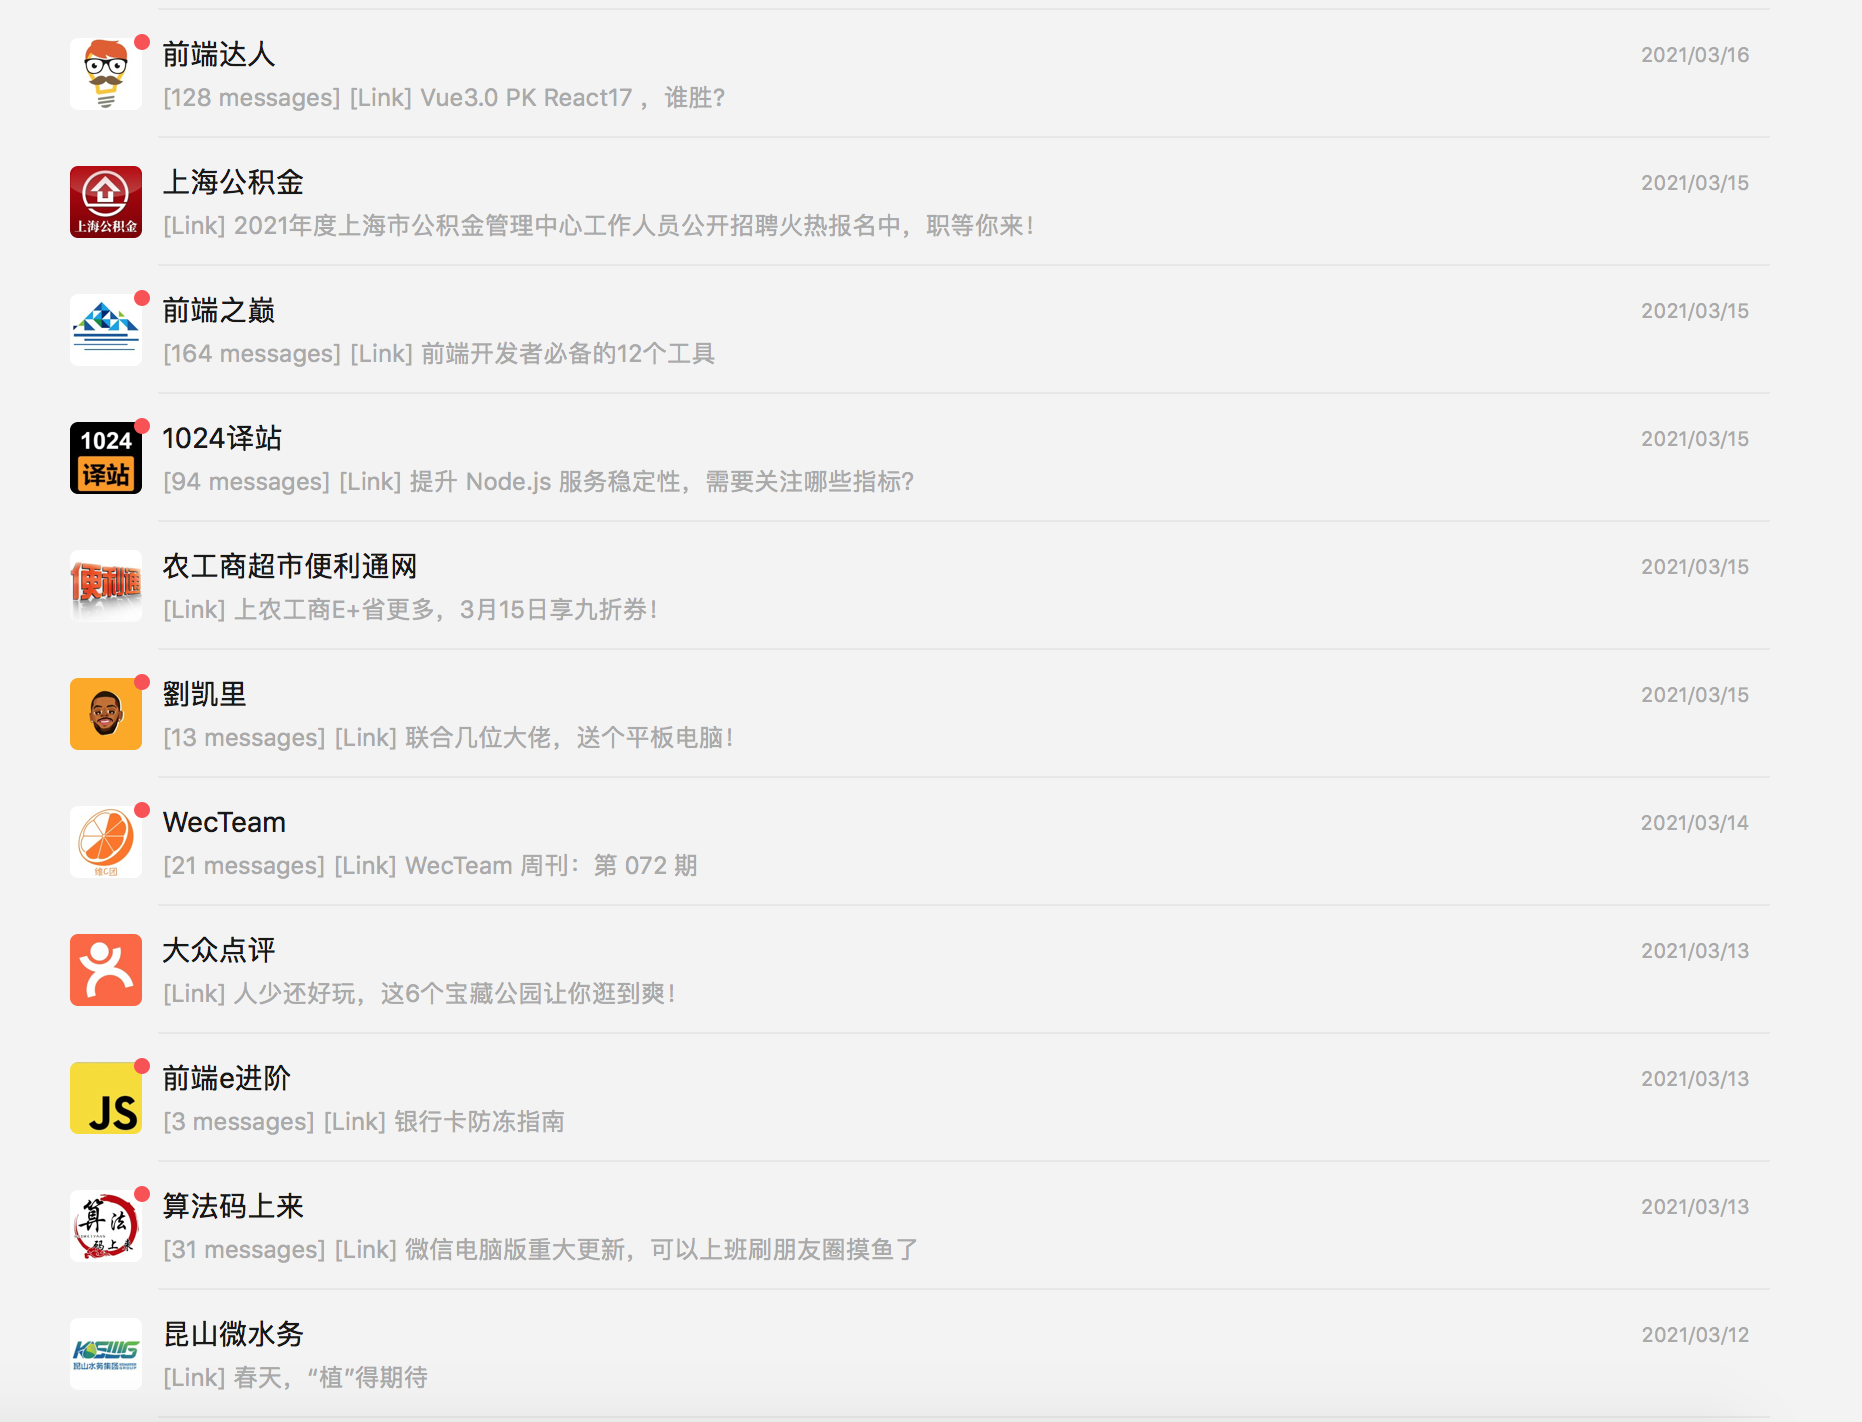 前端达人
2021/03/16
[128 messages] [Link] Vue3.0 PK React17 ，谁胜?
上海公积金
上海公积金
2021/03/15
[Link] 2021年度上海市公积金管理中心工作人员公开招聘火热报名中，职等你来！
前端之巅
2021/03/15
[164 messages] [Link] 前端开发者必备的12个工具
1024
译站
1024译站
2021/03/15
[94 messages] [Link] 提升 Node.js 服务稳定性，需要关注哪些指标?
便利通
农工商超市便利通网
2021/03/15
[Link] 上农工商E+省更多，3月15日享九折券！
劉凯里
2021/03/15
[13 messages] [Link] 联合几位大佬，送个平板电脑！
维C团
WecTeam
2021/03/14
[21 messages] [Link] WecTeam 周刊：第 072 期
大众点评
2021/03/13
[Link] 人少还好玩，这6个宝藏公园让你逛到爽！
JS
前端e进阶
2021/03/13
[3 messages] [Link] 银行卡防冻指南
算法
码上来
算法码上来
2021/03/13
[31 messages] [Link] 微信电脑版重大更新，可以上班刷朋友圈摸鱼了
KSWG
昆山水务集团
昆山微水务
2021/03/12
[Link] 春天，“植”得期待